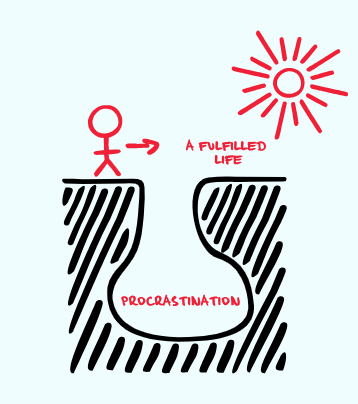 A FULFILLED
LIFE
PROCRASTINATION